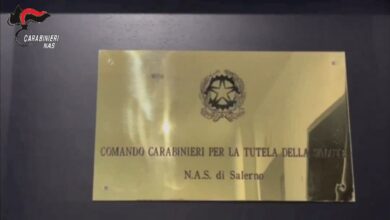 CARABINIERI
NAS
COMANDO CARABINIERI PER LA TUTELA DELLA SALUTE
N.A.S. di Salerno